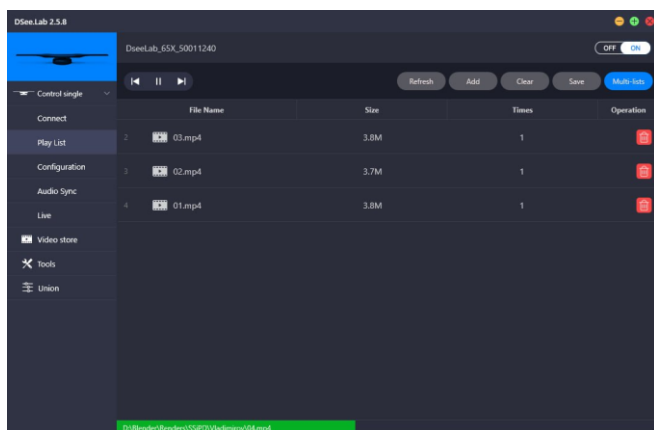 DSee.Lab 2.5.8
DseeLab_65X_50011240
OFF ON
Control single
Refresh Add Clear Save Multi-lists
File Name Size Times Operation
Connect
Play List
2 03.mp4 3.8M 1
Configuration
3 02.mp4 3.7M 1
Audio Sync
4 01.mp4 3.8M 1
Live
Video store
Tools
Union